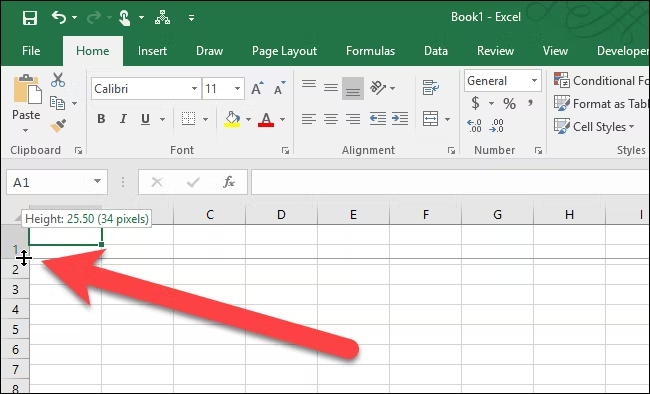 Book1 - Excel
File Home Insert Draw Page Layout Formulas Data Review View Developer
Calibri 11 General Conditional Fo
Paste B I U A $ % , Format as Tabl
Cell Styles
Clipboard Font Alignment Number Styles
A1 fx
Height: 25.50 (34 pixels) C D E F G H I
1
2
3
4
5
6
7
8